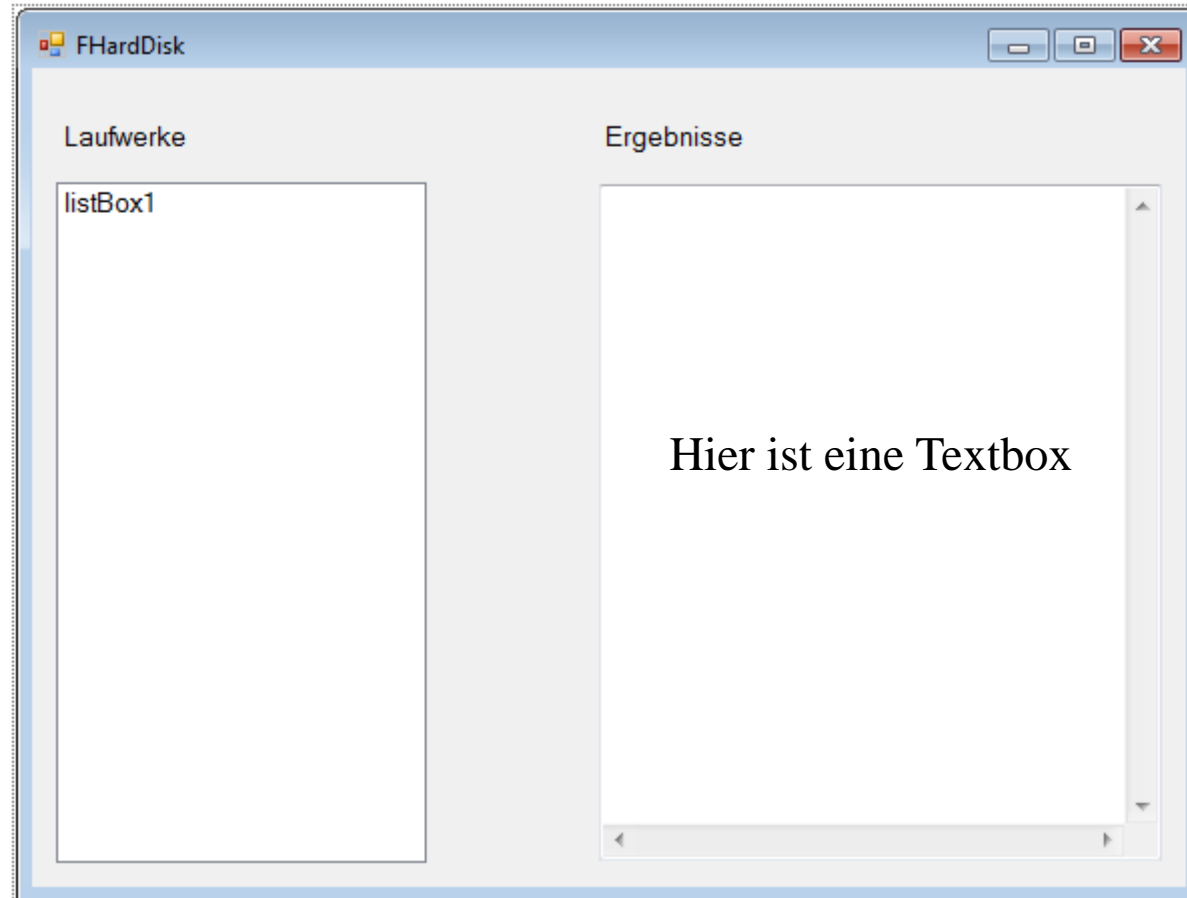 FHardDisk
Laufwerke
Ergebnisse
listBox1
Hier ist eine Textbox